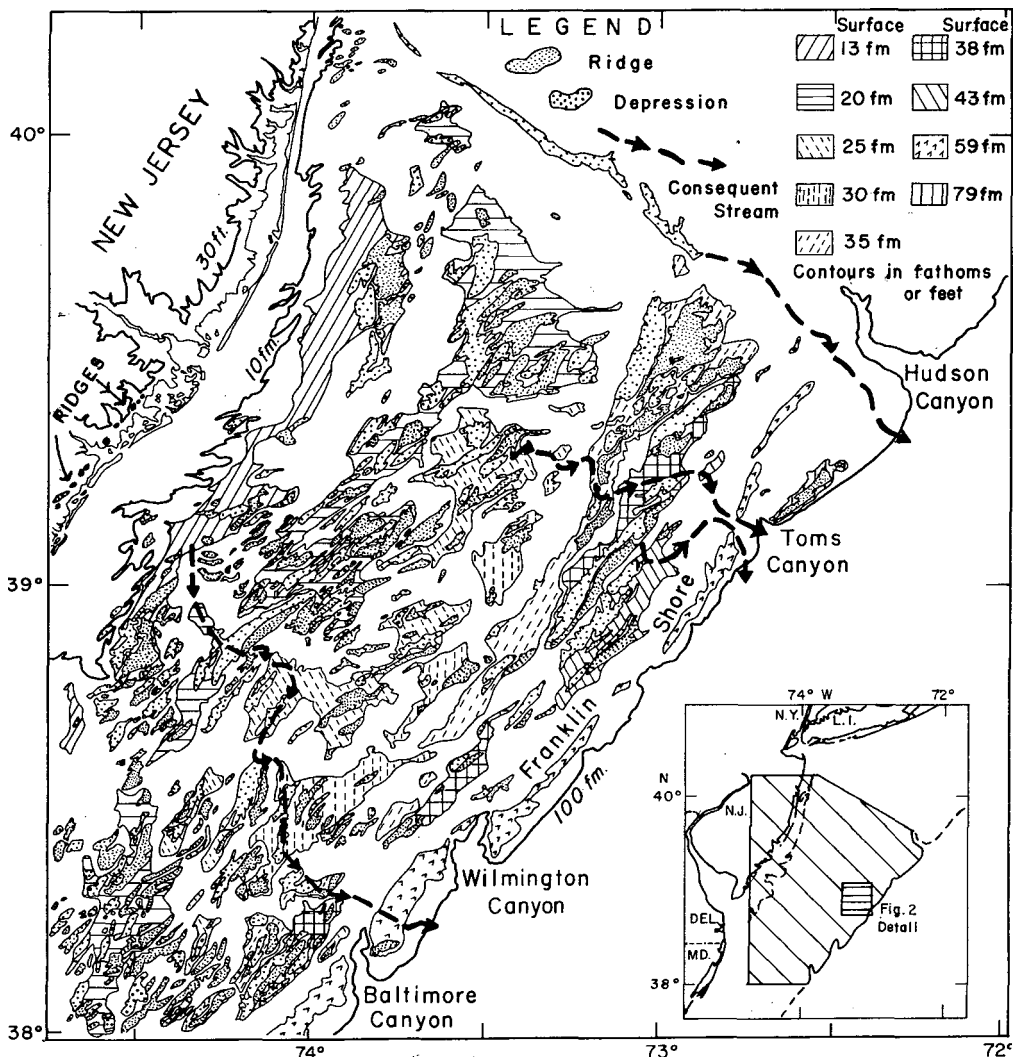 LEGEND
Ridge
Depression
Consequent
Stream
Surface
13 fm
20 fm
25 fm
30 fm
35 fm
Surface
38 fm
43 fm
59 fm
79 fm
Contours in fathoms
or feet
40°
39°
38°
74°
73°
72°
NEW JERSEY
30 ft.
10 fm.
RIDGES
Hudson
Canyon
Toms
Canyon
Franklin
Shore
100 fm.
Wilmington
Canyon
Baltimore
Canyon
74° W
72°
N.Y.
L.I.
N
40°
N.J.
DEL.
MD.
38°
Fig. 2
Detail